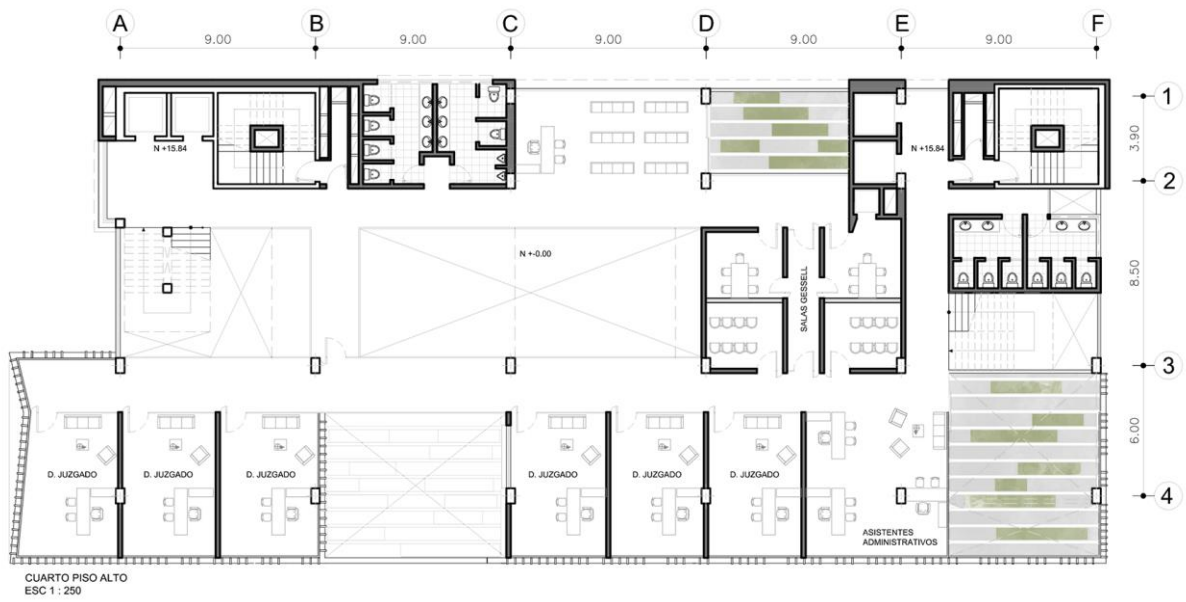 A B C D E F
9.00 9.00 9.00 9.00 9.00
1
3.90
N +15.84
N +15.84
2
N +-0.00
8.50
SALAS GESSELL
3
6.00
D. JUZGADO
D. JUZGADO
D. JUZGADO
D. JUZGADO
D. JUZGADO
D. JUZGADO
4
ASISTENTES
ADMINISTRATIVOS
CUARTO PISO ALTO
ESC 1 : 250